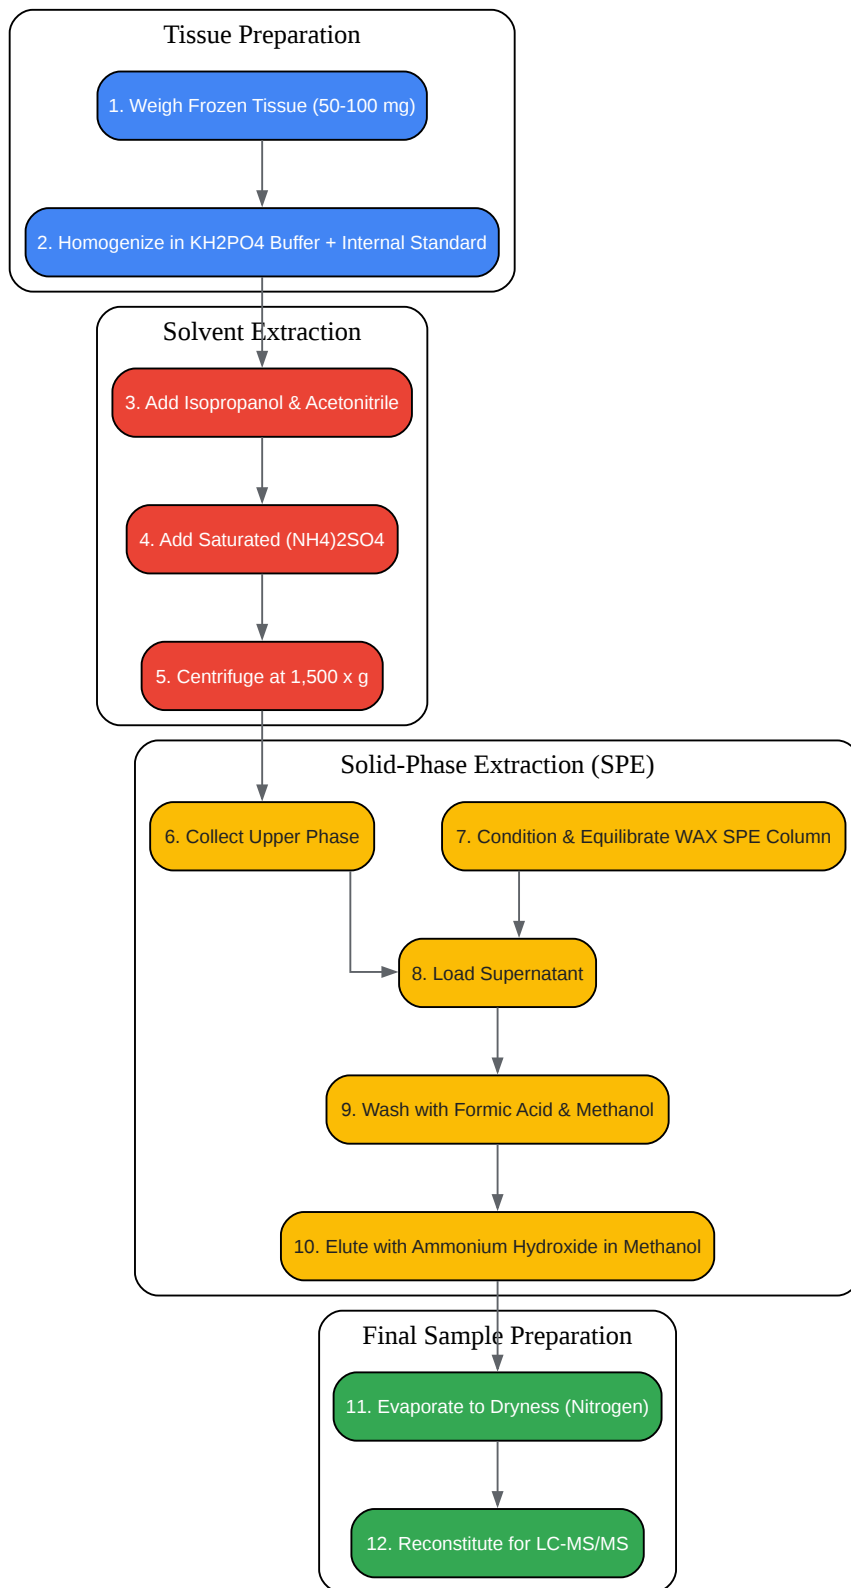 Tissue Preparation
1. Weigh Frozen Tissue (50-100 mg)
2. Homogenize in KH2PO4 Buffer + Internal Standard
Solvent Extraction
3. Add Isopropanol & Acetonitrile
4. Add Saturated (NH4)2SO4
5. Centrifuge at 1,500 x g
Solid-Phase Extraction (SPE)
6. Collect Upper Phase
7. Condition & Equilibrate WAX SPE Column
8. Load Supernatant
9. Wash with Formic Acid & Methanol
10. Elute with Ammonium Hydroxide in Methanol
Final Sample Preparation
11. Evaporate to Dryness (Nitrogen)
12. Reconstitute for LC-MS/MS